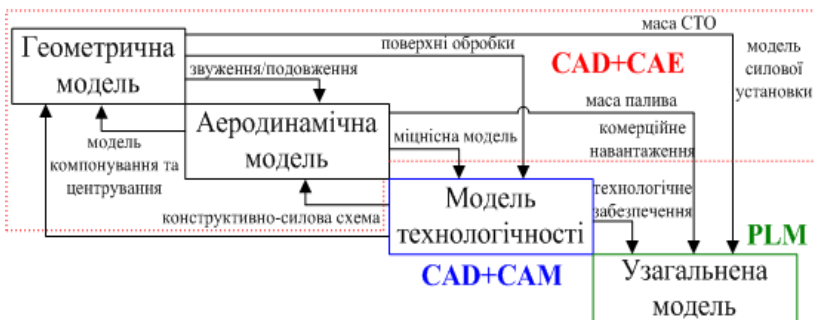 маса СТО
Геометрична
модель
поверхні обробки
звуження/подовження
CAD+CAE
модель
силової
установки
Аеродинамічна
модель
маса палива
міцнісна модель
комерційне
навантаження
модель
компонування та
центрування
Модель
технологічності
технологічне
забезпечення
конструктивно-силова схема
PLM
CAD+CAM
Узагальнена
модель